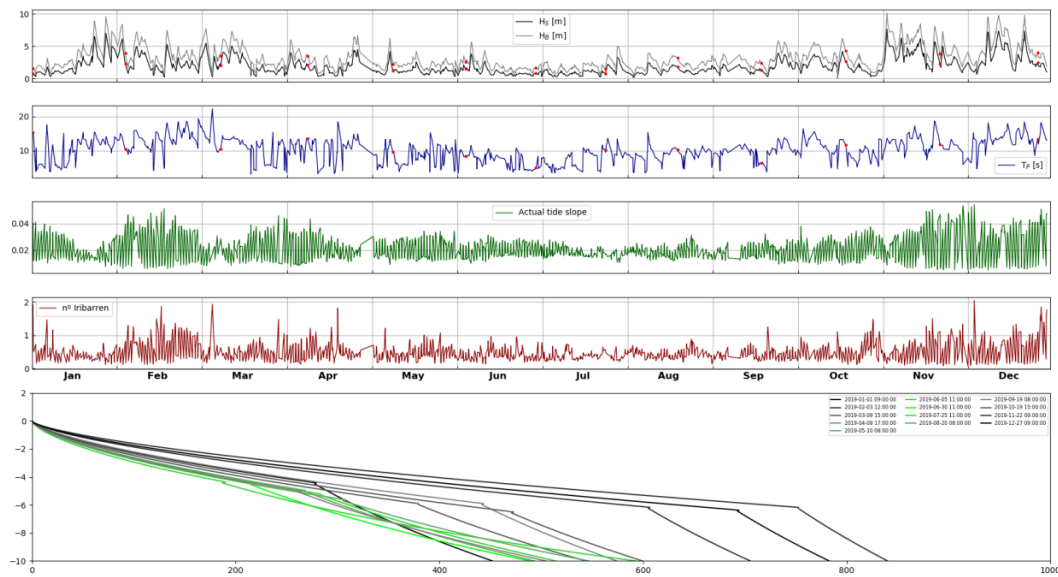 H_S [m]
H_B [m]
10
5
0
20
10
T_P [s]
Actual tide slope
0.04
0.02
nº Iribarren
2
1
0
Jan Feb Mar Apr May Jun Jul Aug Sep Oct Nov Dec
2
0
−2
−4
−6
−8
−10
2019-01-01 09:00:00 2019-06-05 11:00:00 2019-09-19 08:00:00
2019-02-03 12:00:00 2019-06-30 11:00:00 2019-10-19 15:00:00
2019-03-09 15:00:00 2019-07-25 11:00:00 2019-11-22 09:00:00
2019-04-09 17:00:00 2019-08-20 08:00:00 2019-12-27 09:00:00
2019-05-10 08:00:00
0 200 400 600 800 1000